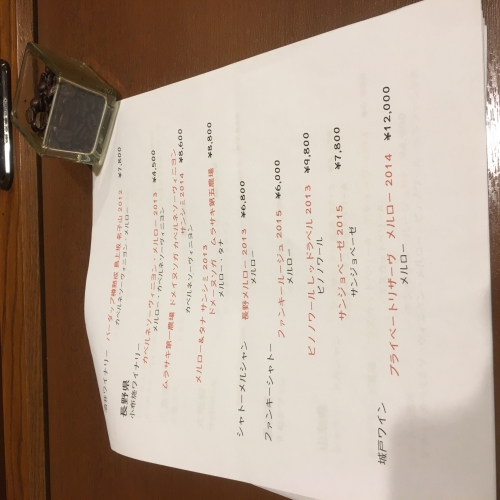 ワイナリー バーダップ樽熟成 鳥上坂 名子山 2012 ¥7,800
カベルネソーヴィニヨン・メルロー
長野県
小布施ワイナリー
カベルネソーヴィニヨン・メルロー 2013 ¥4,500
メルロー・カベルネソーヴィニヨン
ムラサキ第一農場 ドメイヌソガ カベルネソーヴィニヨン
サンシミ 2014 ¥8,600
カベルネソーヴィニヨン
メルロー&タナ サンシミ 2013
ドメーヌソガ ムラサキ第五農場 ¥8,800
メルロー・タナ
シャトーメルシャン 長野メルロー 2013 ¥6,800
メルロー
ファンキーシャトー
ファンキールージュ 2015 ¥6,000
メルロー
ピノノワール レッドラベル 2013 ¥9,800
ピノノワール
サンジョベーゼ 2015 ¥7,800
サンジョベーゼ
城戸ワイン
プライベートリザーヴ メルロー 2014 ¥12,000
メルロー